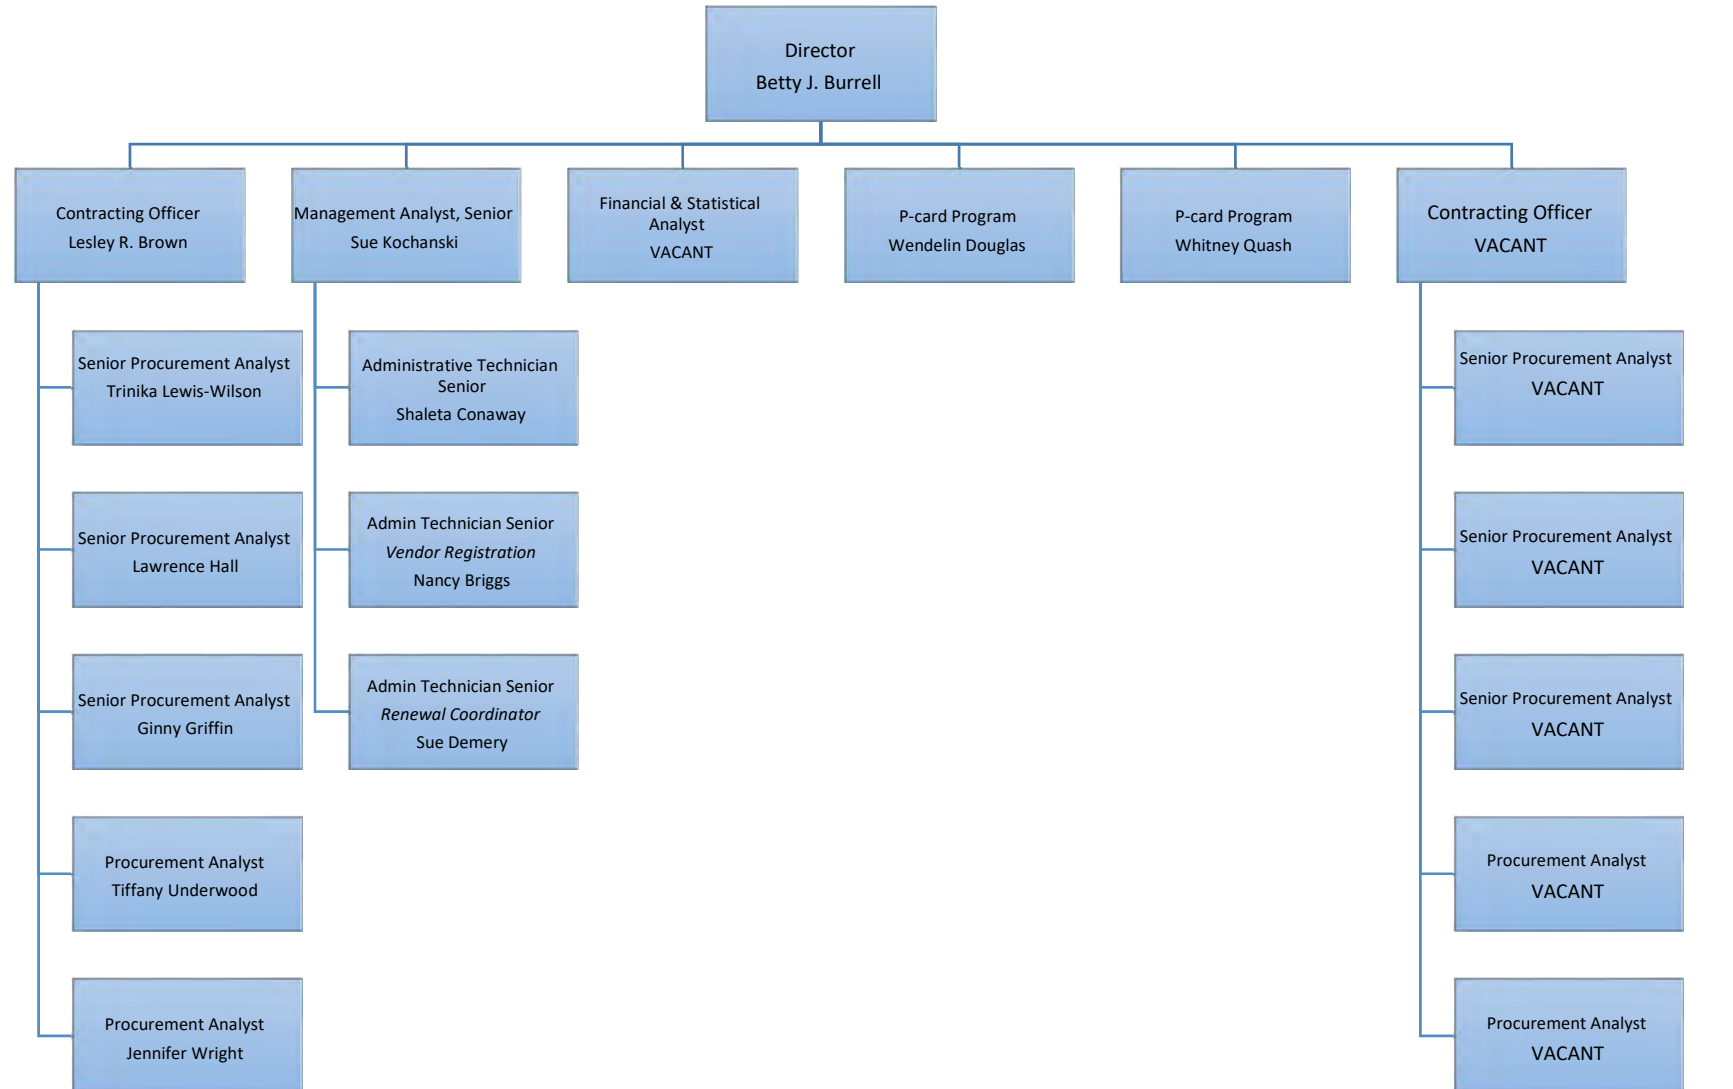 Director
Betty J. Burrell
Contracting Officer
Lesley R. Brown
Management Analyst, Senior
Sue Kochanski
Financial & Statistical
Analyst
VACANT
P-card Program
Wendelin Douglas
P-card Program
Whitney Quash
Contracting Officer
VACANT
Senior Procurement Analyst
Trinika Lewis-Wilson
Senior Procurement Analyst
Lawrence Hall
Senior Procurement Analyst
Ginny Griffin
Procurement Analyst
Tiffany Underwood
Procurement Analyst
Jennifer Wright
Administrative Technician
Senior
Shaleta Conaway
Admin Technician Senior
Vendor Registration
Nancy Briggs
Admin Technician Senior
Renewal Coordinator
Sue Demery
Senior Procurement Analyst
VACANT
Senior Procurement Analyst
VACANT
Senior Procurement Analyst
VACANT
Procurement Analyst
VACANT
Procurement Analyst
VACANT